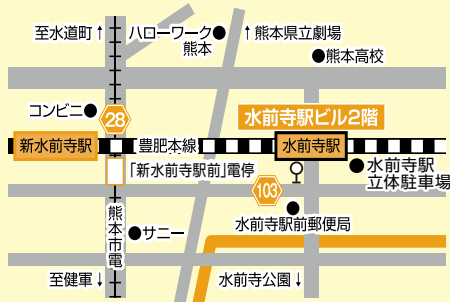 至水道町↑
ハローワーク●
熊本
↑熊本県立劇場
●熊本高校
コンビニ●
28
水前寺駅ビル2階
新水前寺駅
豊肥本線
水前寺駅
「新水前寺駅前」電停
●水前寺駅
立体駐車場
103
水前寺駅前郵便局
熊本市電
●サニー
至健軍↓
水前寺公園↓